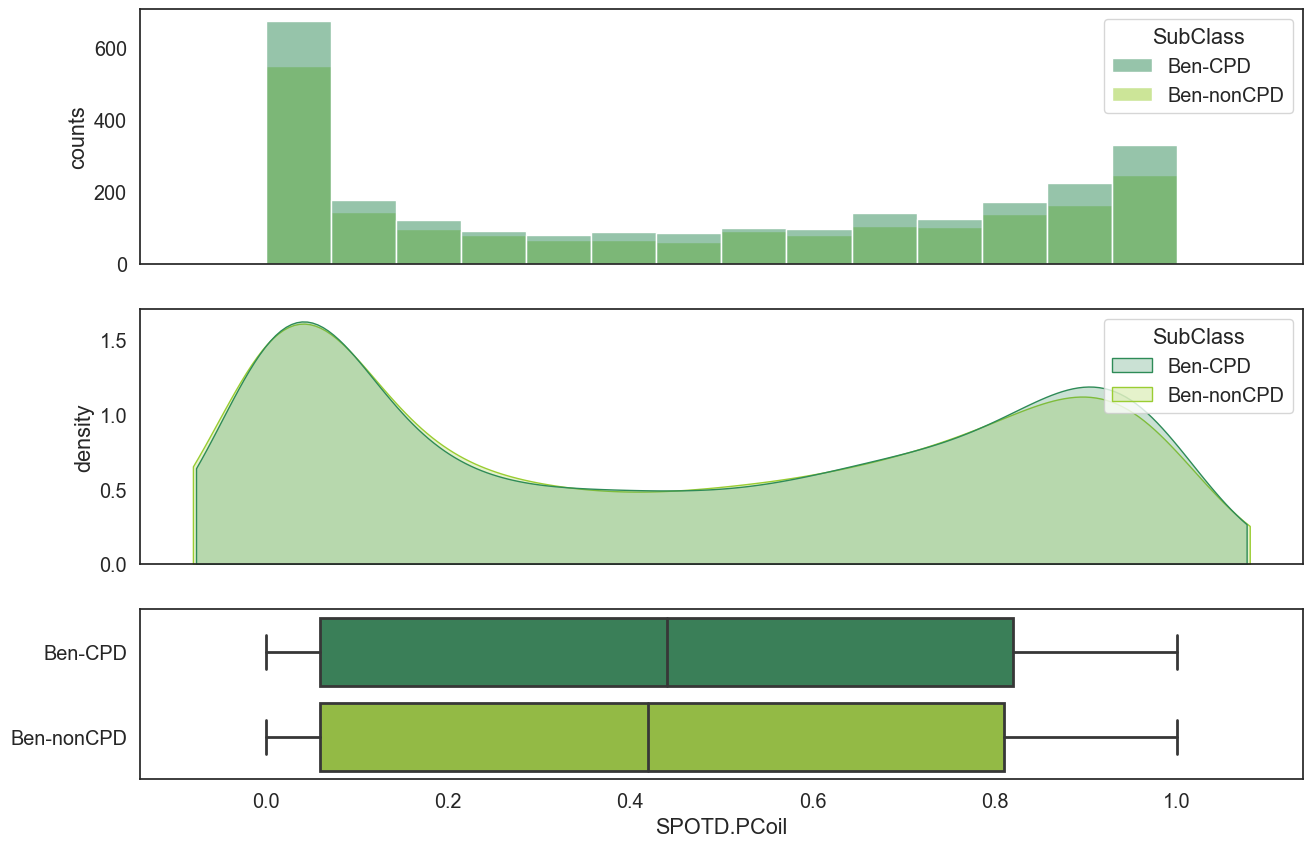 600
400
200
0
counts
SubClass
Ben-CPD
Ben-nonCPD
1.5
1.0
0.5
0.0
density
SubClass
Ben-CPD
Ben-nonCPD
Ben-CPD
Ben-nonCPD
0.0 0.2 0.4 0.6 0.8 1.0
SPOTD.PCoil